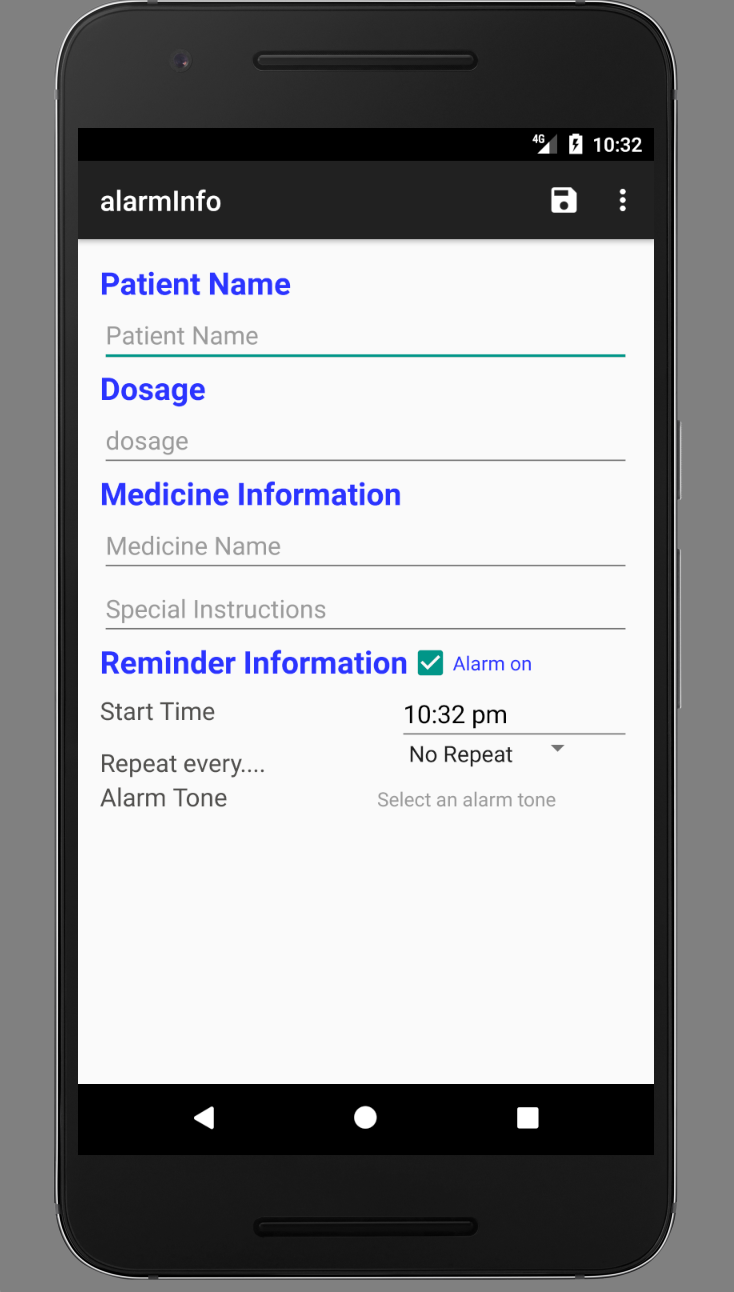 4G 10:32
alarmInfo
Patient Name
Patient Name
Dosage
dosage
Medicine Information
Medicine Name
Special Instructions
Reminder Information Alarm on
Start Time 10:32 pm
Repeat every.... No Repeat
Alarm Tone Select an alarm tone